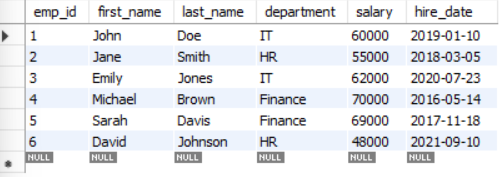 emp_id first_name last_name department salary hire_date
1 John Doe IT 60000 2019-01-10
2 Jane Smith HR 55000 2018-03-05
3 Emily Jones IT 62000 2020-07-23
4 Michael Brown Finance 70000 2016-05-14
5 Sarah Davis Finance 69000 2017-11-18
6 David Johnson HR 48000 2021-09-10
NULL NULL NULL NULL NULL NULL